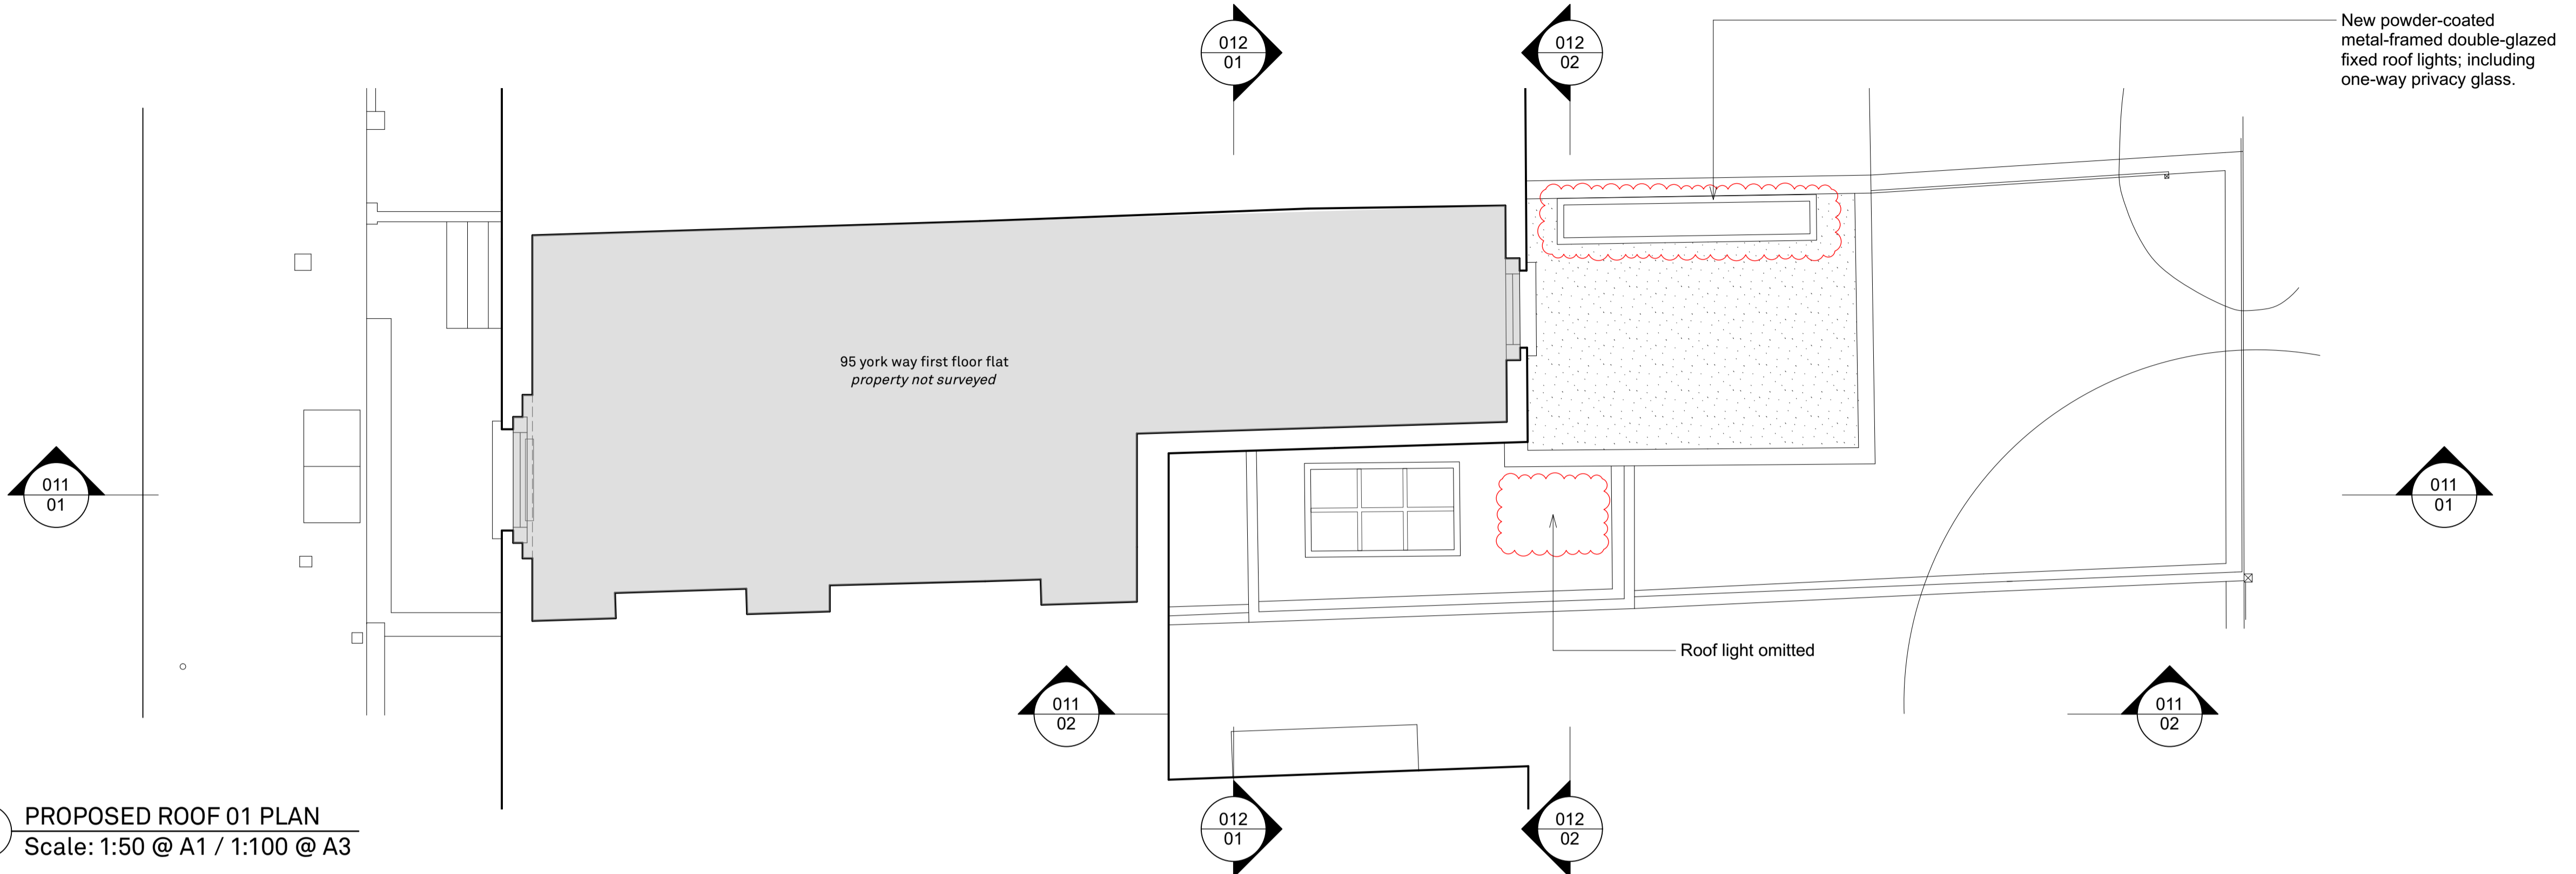 012
01
012
02
New powder-coated
metal-framed double-glazed
fixed roof lights; including
one-way privacy glass.
95 york way first floor flat
property not surveyed
011
01
011
01
Roof light omitted
011
02
011
02
PROPOSED ROOF 01 PLAN
Scale: 1:50 @ A1 / 1:100 @ A3
012
01
012
02